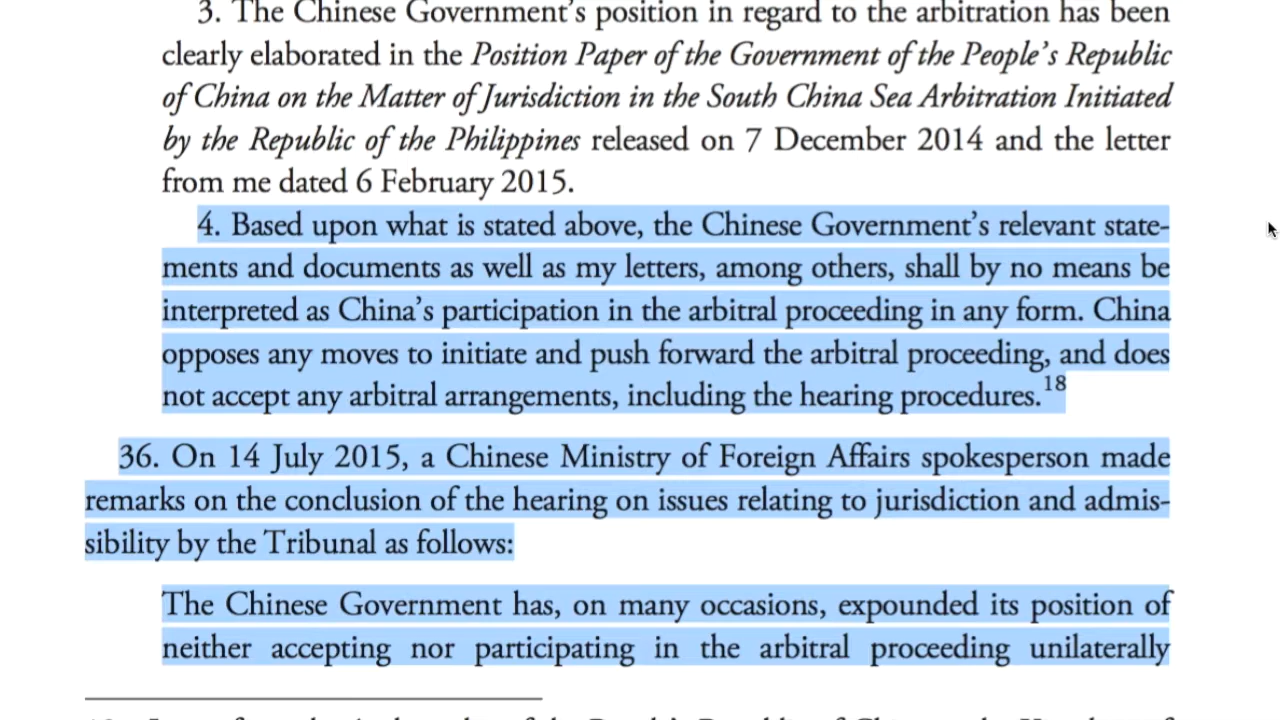 3. The Chinese Government’s position in regard to the arbitration has been
clearly elaborated in the Position Paper of the Government of the People’s Republic
of China on the Matter of Jurisdiction in the South China Sea Arbitration Initiated
by the Republic of the Philippines released on 7 December 2014 and the letter
from me dated 6 February 2015.
4. Based upon what is stated above, the Chinese Government’s relevant state-
ments and documents as well as my letters, among others, shall by no means be
interpreted as China’s participation in the arbitral proceeding in any form. China
opposes any moves to initiate and push forward the arbitral proceeding, and does
not accept any arbitral arrangements, including the hearing procedures.18
36. On 14 July 2015, a Chinese Ministry of Foreign Affairs spokesperson made
remarks on the conclusion of the hearing on issues relating to jurisdiction and admis-
sibility by the Tribunal as follows:
The Chinese Government has, on many occasions, expounded its position of
neither accepting nor participating in the arbitral proceeding unilaterally